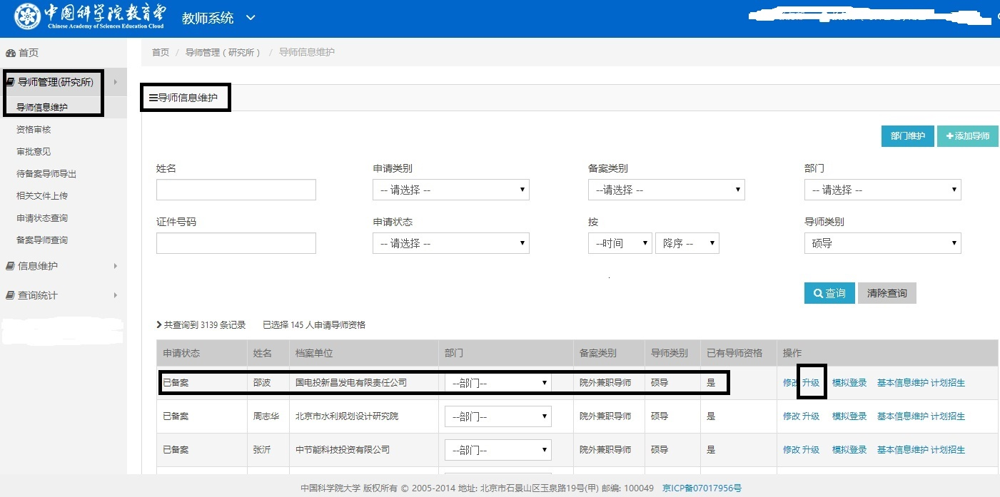 中国科学院教育云
Chinese Academy of Sciences Education Cloud
教师系统
首页
导师管理(研究所)
导师信息维护
资格审核
审批意见
待备案导师导出
相关文件上传
申请状态查询
备案导师查询
信息维护
查询统计
首页 / 导师管理（研究所） / 导师信息维护
导师信息维护
部门维护 添加导师
姓名 申请类别 备案类别 部门
-- 请选择 -- --请选择 -- -- 请选择 --
证件号码 申请状态 按 导师类别
-- 请选择 -- --时间 降序 -- 硕导
查询 清除查询
共查询到 3139 条记录 已选择 145 人申请导师资格
申请状态 姓名 档案单位 部门 备案类别 导师类别 已有导师资格 操作
已备案 邵波 国电投新昌发电有限责任公司 --部门-- 院外兼职导师 硕导 是 修改 升级 模拟登录 基本信息维护 计划招生
已备案 周志华 北京市水利规划设计研究院 --部门-- 院外兼职导师 硕导 是 修改 升级 模拟登录 基本信息维护 计划招生
已备案 张沂 中节能科技投资有限公司 --部门-- 院外兼职导师 硕导 是 修改 升级 模拟登录 基本信息维护 计划招生
中国科学院大学 版权所有 © 2005-2014 地址: 北京市石景山区玉泉路19号(甲) 邮编: 100049 京ICP备07017956号